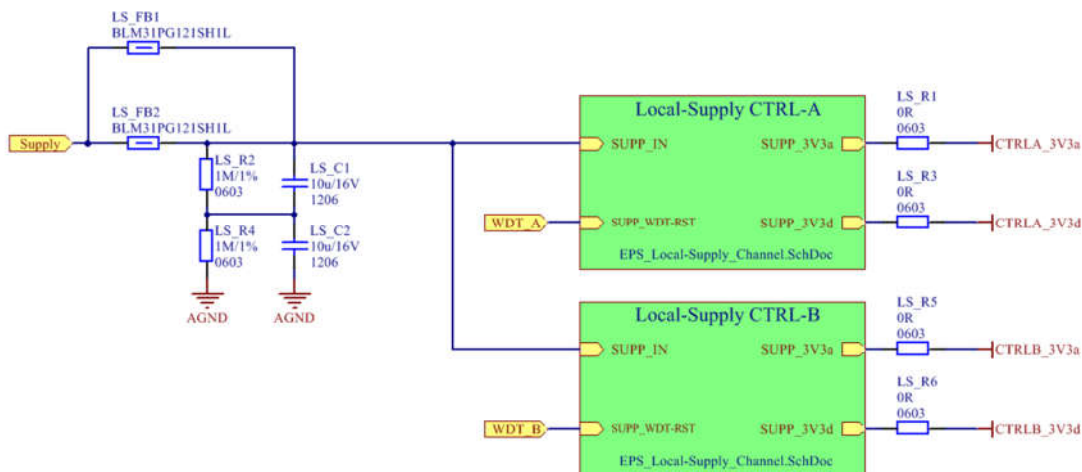 LS_FB1
BLM31PG121SH1L
LS_FB2
BLM31PG121SH1L
Supply
LS_R2
1M/1%
0603
LS_C1
10u/16V
1206
LS_R4
1M/1%
0603
LS_C2
10u/16V
1206
AGND
AGND
Local-Supply CTRL-A
SUPP_IN
SUPP_3V3a
WDT_A
SUPP_WDT-RST
SUPP_3V3d
EPS_Local-Supply_Channel.SchDoc
LS_R1
0R
0603
CTRLA_3V3a
LS_R3
0R
0603
CTRLA_3V3d
Local-Supply CTRL-B
SUPP_IN
SUPP_3V3a
WDT_B
SUPP_WDT-RST
SUPP_3V3d
EPS_Local-Supply_Channel.SchDoc
LS_R5
0R
0603
CTRLB_3V3a
LS_R6
0R
0603
CTRLB_3V3d